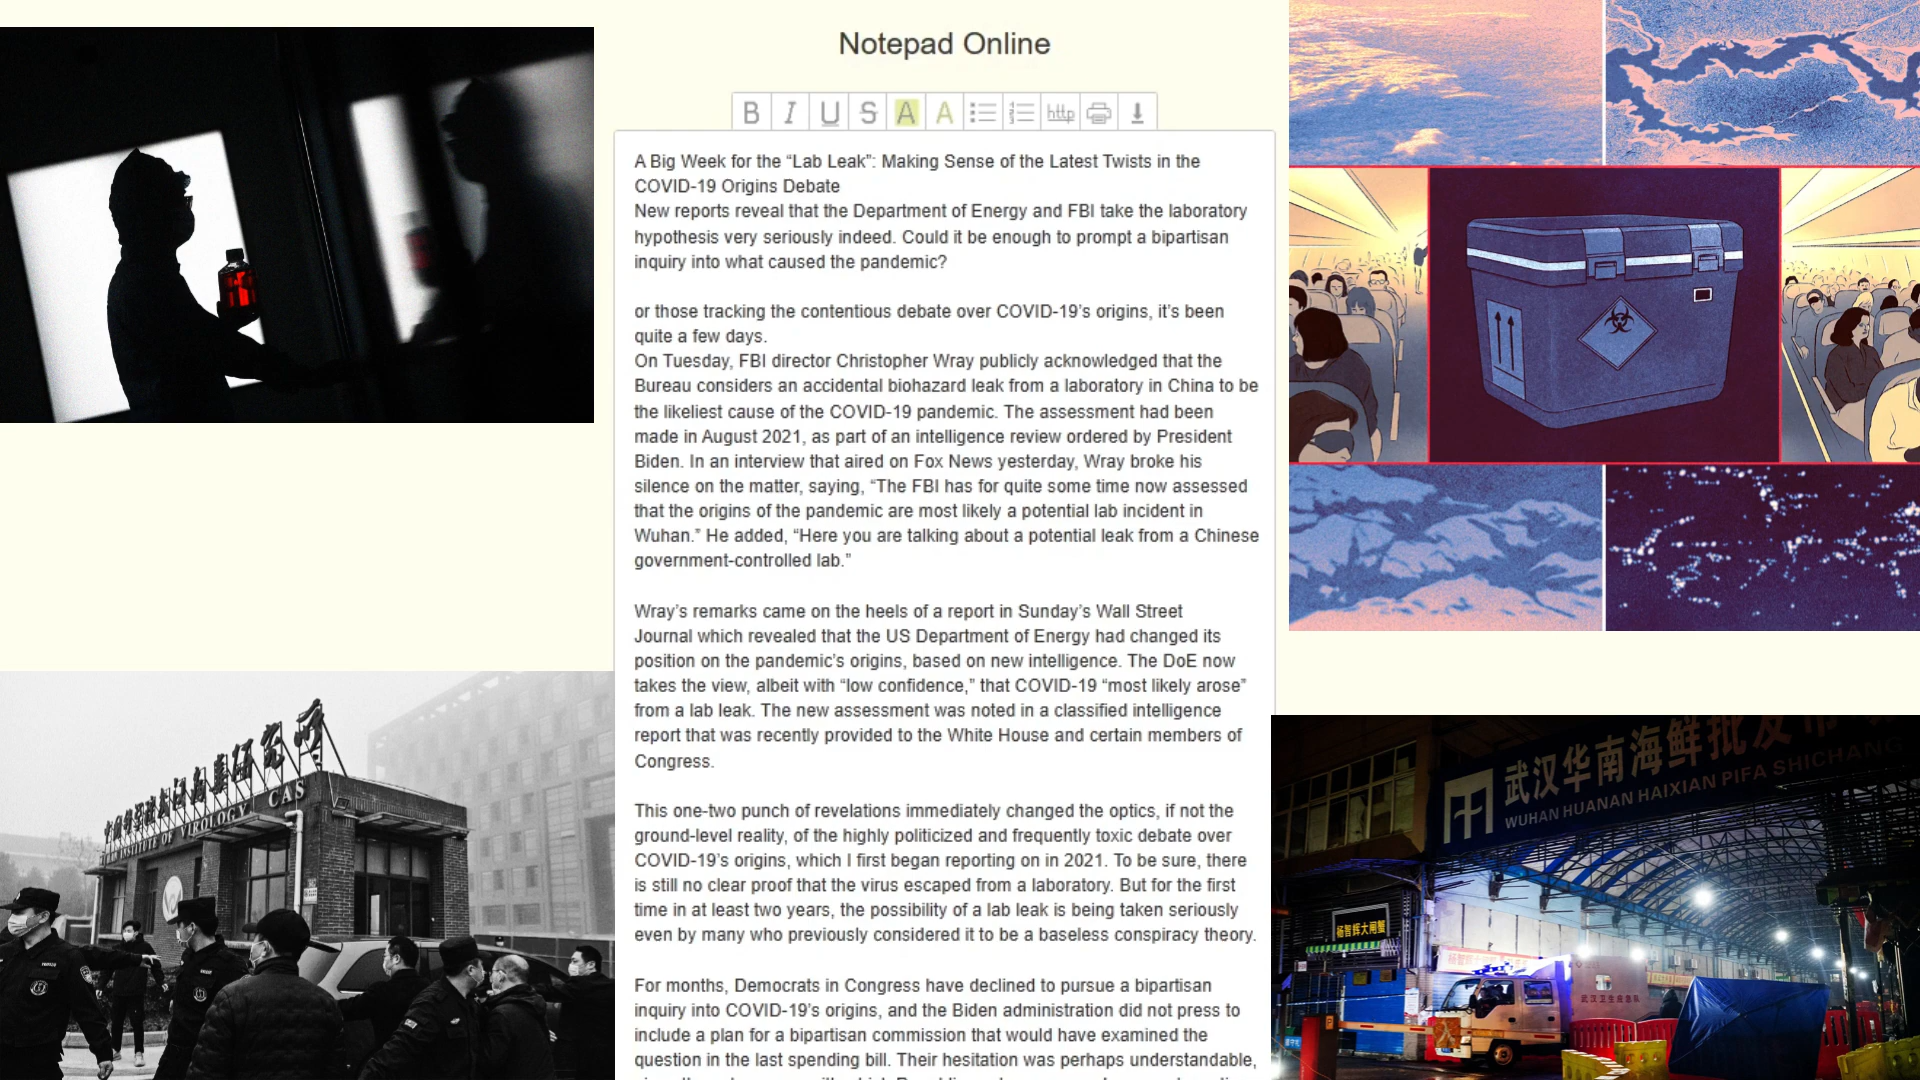 Notepad Online
B I U S A A http
A Big Week for the “Lab Leak”: Making Sense of the Latest Twists in the
COVID-19 Origins Debate
New reports reveal that the Department of Energy and FBI take the laboratory
hypothesis very seriously indeed. Could it be enough to prompt a bipartisan
inquiry into what caused the pandemic?
or those tracking the contentious debate over COVID-19’s origins, it’s been
quite a few days.
On Tuesday, FBI director Christopher Wray publicly acknowledged that the
Bureau considers an accidental biohazard leak from a laboratory in China to be
the likeliest cause of the COVID-19 pandemic. The assessment had been
made in August 2021, as part of an intelligence review ordered by President
Biden. In an interview that aired on Fox News yesterday, Wray broke his
silence on the matter, saying, “The FBI has for quite some time now assessed
that the origins of the pandemic are most likely a potential lab incident in
Wuhan.” He added, “Here you are talking about a potential leak from a Chinese
government-controlled lab.”
Wray’s remarks came on the heels of a report in Sunday’s Wall Street
Journal which revealed that the US Department of Energy had changed its
position on the pandemic’s origins, based on new intelligence. The DoE now
takes the view, albeit with “low confidence,” that COVID-19 “most likely arose”
from a lab leak. The new assessment was noted in a classified intelligence
report that was recently provided to the White House and certain members of
Congress.
This one-two punch of revelations immediately changed the optics, if not the
ground-level reality, of the highly politicized and frequently toxic debate over
COVID-19’s origins, which I first began reporting on in 2021. To be sure, there
is still no clear proof that the virus escaped from a laboratory. But for the first
time in at least two years, the possibility of a lab leak is being taken seriously
even by many who previously considered it to be a baseless conspiracy theory.
For months, Democrats in Congress have declined to pursue a bipartisan
inquiry into COVID-19’s origins, and the Biden administration did not press to
include a plan for a bipartisan commission that would have examined the
question in the last spending bill. Their hesitation was perhaps understandable,
INSTITUTE OF VIROLOGY, CAS
武汉华南海鲜批发市
WUHAN HUANAN HAIXIAN PIFA SHICHANG
杨智辉大闸蟹
武汉卫生应急队